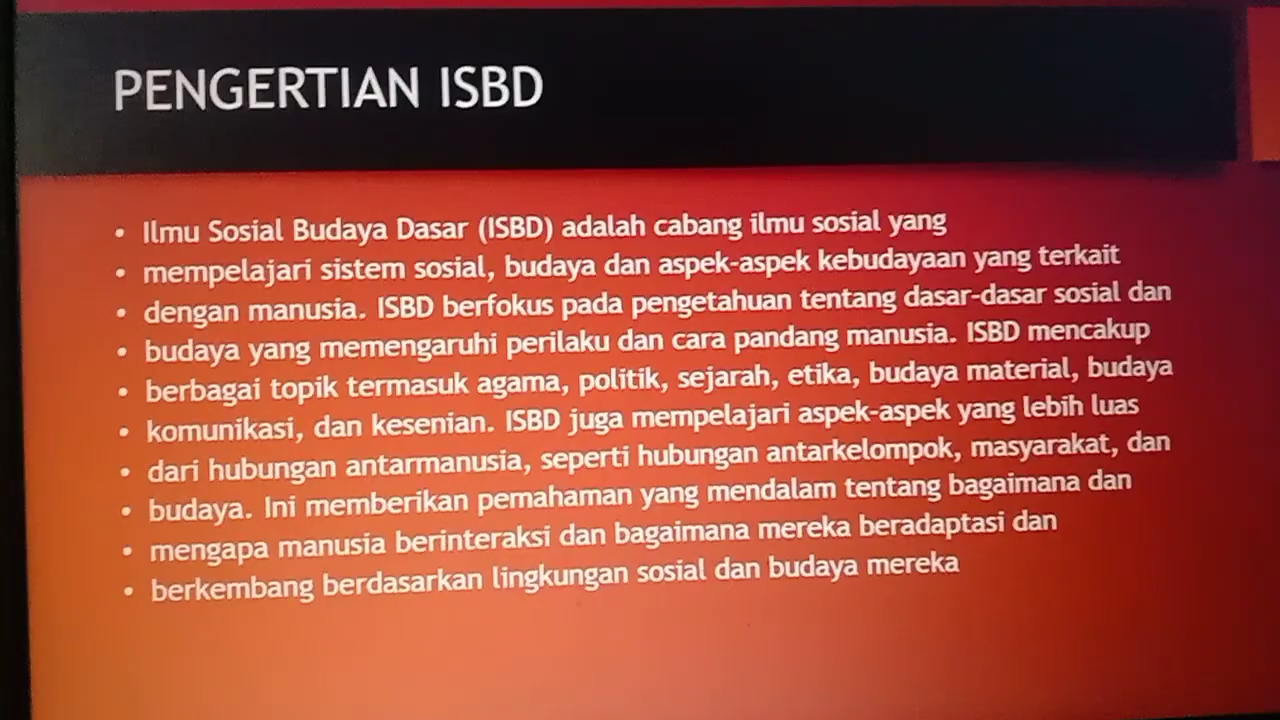 PENGERTIAN ISBD
• Ilmu Sosial Budaya Dasar (ISBD) adalah cabang ilmu sosial yang
• mempelajari sistem sosial, budaya dan aspek-aspek kebudayaan yang terkait
• dengan manusia. ISBD berfokus pada pengetahuan tentang dasar-dasar sosial dan
• budaya yang memengaruhi perilaku dan cara pandang manusia. ISBD mencakup
• berbagai topik termasuk agama, politik, sejarah, etika, budaya material, budaya
• komunikasi, dan kesenian. ISBD juga mempelajari aspek-aspek yang lebih luas
• dari hubungan antarmanusia, seperti hubungan antarkelompok, masyarakat, dan
• budaya. Ini memberikan pemahaman yang mendalam tentang bagaimana dan
• mengapa manusia berinteraksi dan bagaimana mereka beradaptasi dan
• berkembang berdasarkan lingkungan sosial dan budaya mereka